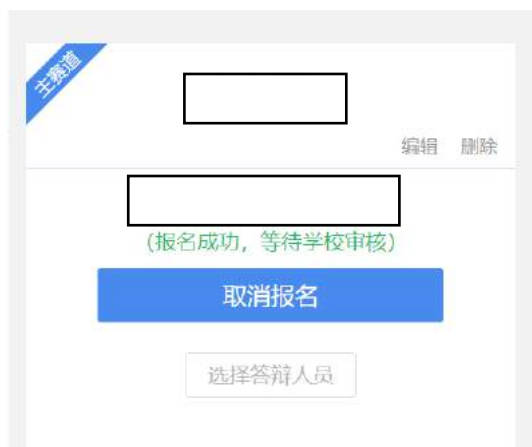 主赛道
编辑 删除
(报名成功，等待学校审核)
取消报名
选择答辩人员